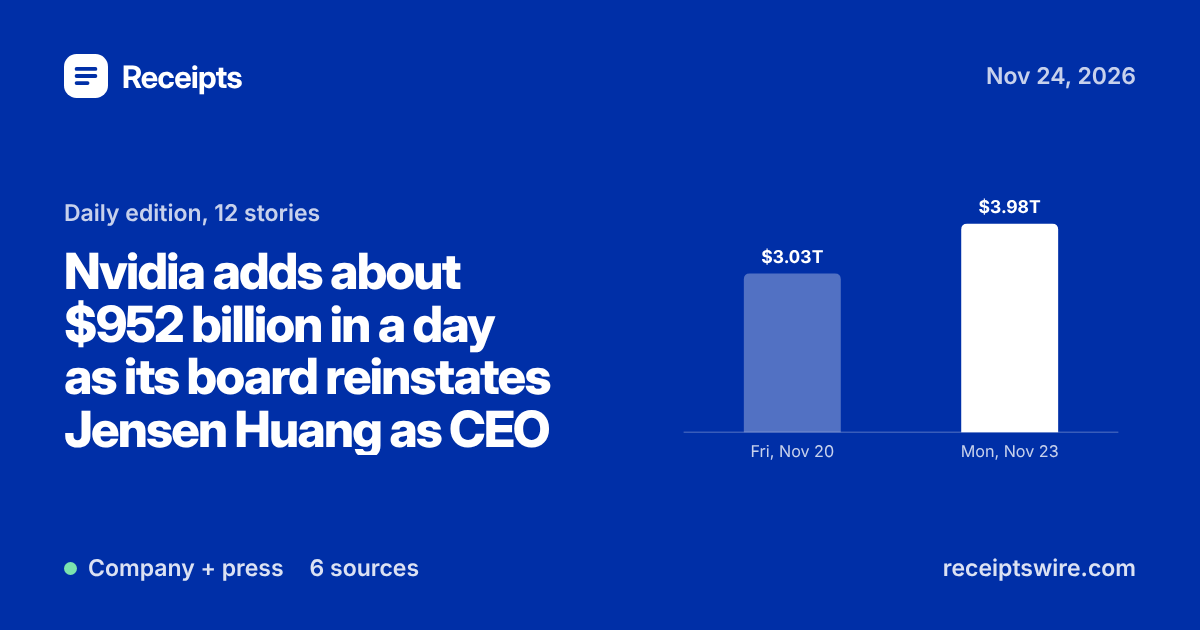 Receipts
Nov 24, 2026
Daily edition, 12 stories
Nvidia adds about
$952 billion in a day
as its board reinstates
Jensen Huang as CEO
$3.03T
$3.98T
Fri, Nov 20
Mon, Nov 23
Company + press
6 sources
receiptswire.com